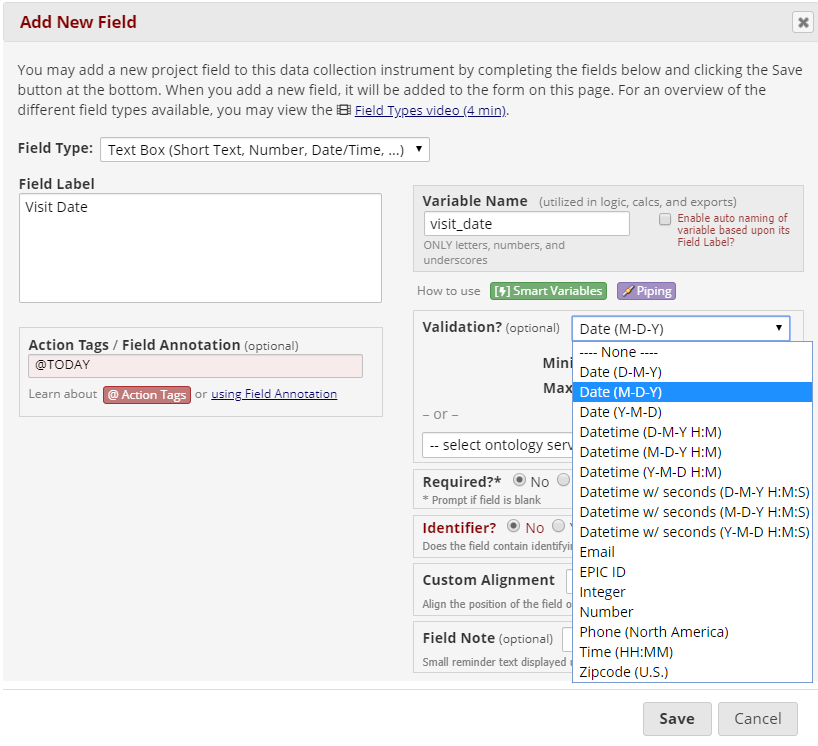 Add New Field
You may add a new project field to this data collection instrument by completing the fields below and clicking the Save
button at the bottom. When you add a new field, it will be added to the form on this page. For an overview of the
different field types available, you may view the Field Types video (4 min).
Field Type: Text Box (Short Text, Number, Date/Time, ...)
Field Label
Visit Date
Action Tags / Field Annotation (optional)
@TODAY
Learn about @ Action Tags or using Field Annotation
Variable Name (utilized in logic, calcs, and exports)
visit_date
ONLY letters, numbers, and
underscores
Enable auto naming of
variable based upon its
Field Label?
How to use Smart Variables Piping
Validation? (optional) Date (M-D-Y)
Mini
Max
– or –
-- select ontology serv
Required?* No
* Prompt if field is blank
Identifier? No
Does the field contain identifyin
Custom Alignment
Align the position of the field o
Field Note (optional)
Small reminder text displayed
---- None ----
Date (D-M-Y)
Date (M-D-Y)
Date (Y-M-D)
Datetime (D-M-Y H:M)
Datetime (M-D-Y H:M)
Datetime (Y-M-D H:M)
Datetime w/ seconds (D-M-Y H:M:S)
Datetime w/ seconds (M-D-Y H:M:S)
Datetime w/ seconds (Y-M-D H:M:S)
Email
EPIC ID
Integer
Number
Phone (North America)
Time (HH:MM)
Zipcode (U.S.)
Save Cancel